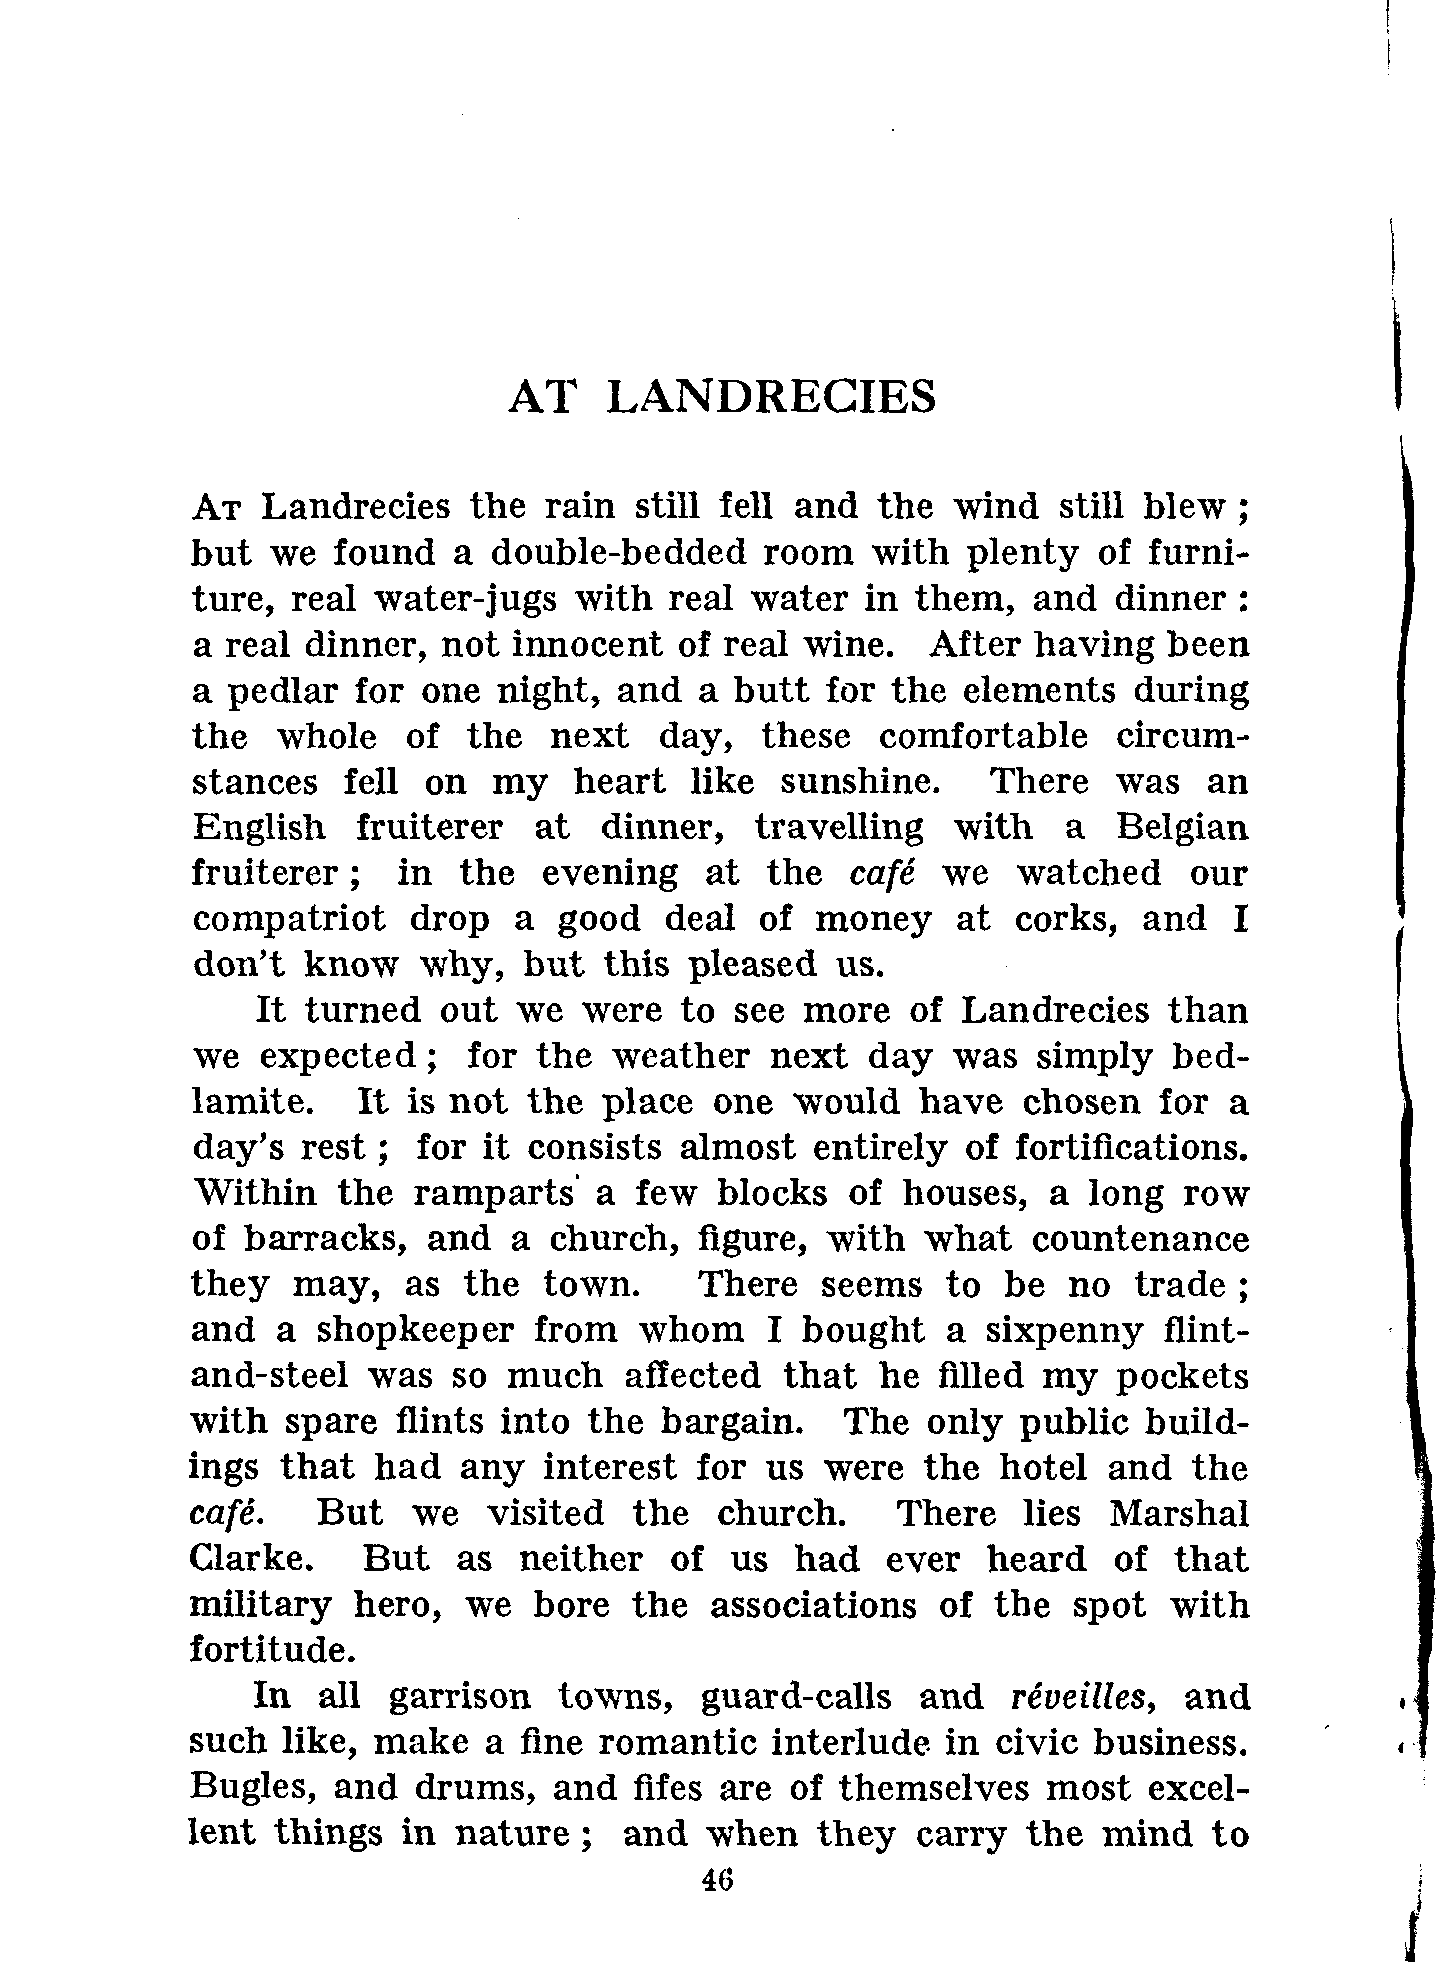 AT LANDRECIES
At Landrecies the rain still fell and the wind still blew ;
but we found a double-bedded room with plenty of furni-
ture, real water-jugs with real water in them, and dinner :
a real dinner, not innocent of real wine. After having been
a pedlar for one night, and a butt for the elements during
the whole of the next day, these comfortable circum-
stances fell on my heart like sunshine. There was an
English fruiterer at dinner, travelling with a Belgian
fruiterer ; in the evening at the café we watched our
compatriot drop a good deal of money at corks, and I
don't know why, but this pleased us.
It turned out we were to see more of Landrecies than
we expected ; for the weather next day was simply bed-
lamite. It is not the place one would have chosen for a
day's rest ; for it consists almost entirely of fortifications.
Within the ramparts a few blocks of houses, a long row
of barracks, and a church, figure, with what countenance
they may, as the town. There seems to be no trade ;
and a shopkeeper from whom I bought a sixpenny flint-
and-steel was so much affected that he filled my pockets
with spare flints into the bargain. The only public build-
ings that had any interest for us were the hotel and the
café. But we visited the church. There lies Marshal
Clarke. But as neither of us had ever heard of that
military hero, we bore the associations of the spot with
fortitude.
In all garrison towns, guard-calls and réveilles, and
such like, make a fine romantic interlude in civic business.
Bugles, and drums, and fifes are of themselves most excel-
lent things in nature ; and when they carry the mind to
46